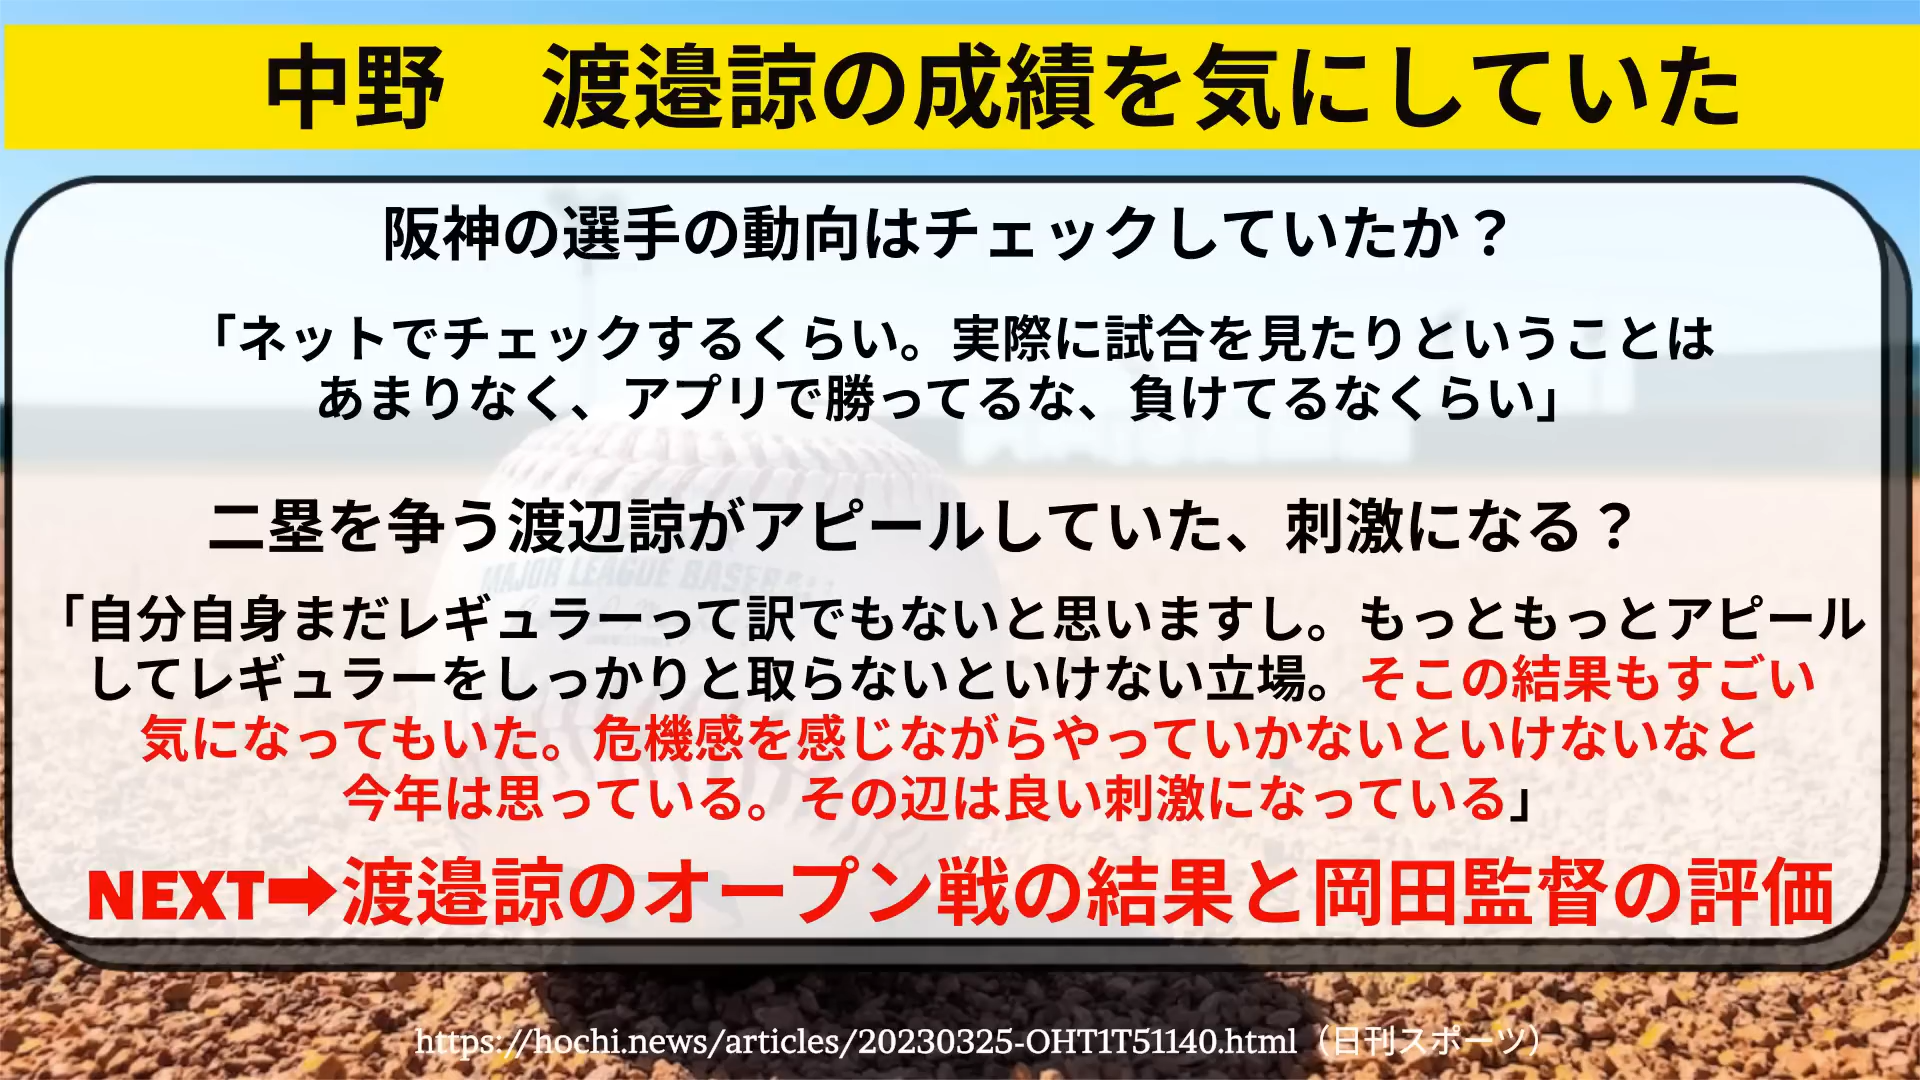 中野　渡邉諒の成績を気にしていた
阪神の選手の動向はチェックしていたか？
「ネットでチェックするくらい。実際に試合を見たりということは
あまりなく、アプリで勝ってるな、負けてるなくらい」
二塁を争う渡辺諒がアピールしていた、刺激になる？
MAJOR LEAGUE BASEBALL
「自分自身まだレギュラーって訳でもないと思いますし。もっともっとアピール
してレギュラーをしっかりと取らないといけない立場。そこの結果もすごい
気になってもいた。危機感を感じながらやっていかないといけないなと
今年は思っている。その辺は良い刺激になっている」
NEXT➡渡邉諒のオープン戦の結果と岡田監督の評価
https://hochi.news/articles/20230325-OHT1T51140.html（日刊スポーツ）